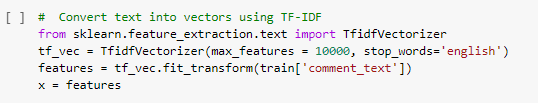 [ ] #  Convert text into vectors using TF-IDF
from sklearn.feature_extraction.text import TfidfVectorizer
tf_vec = TfidfVectorizer(max_features = 10000, stop_words='english')
features = tf_vec.fit_transform(train['comment_text'])
x = features